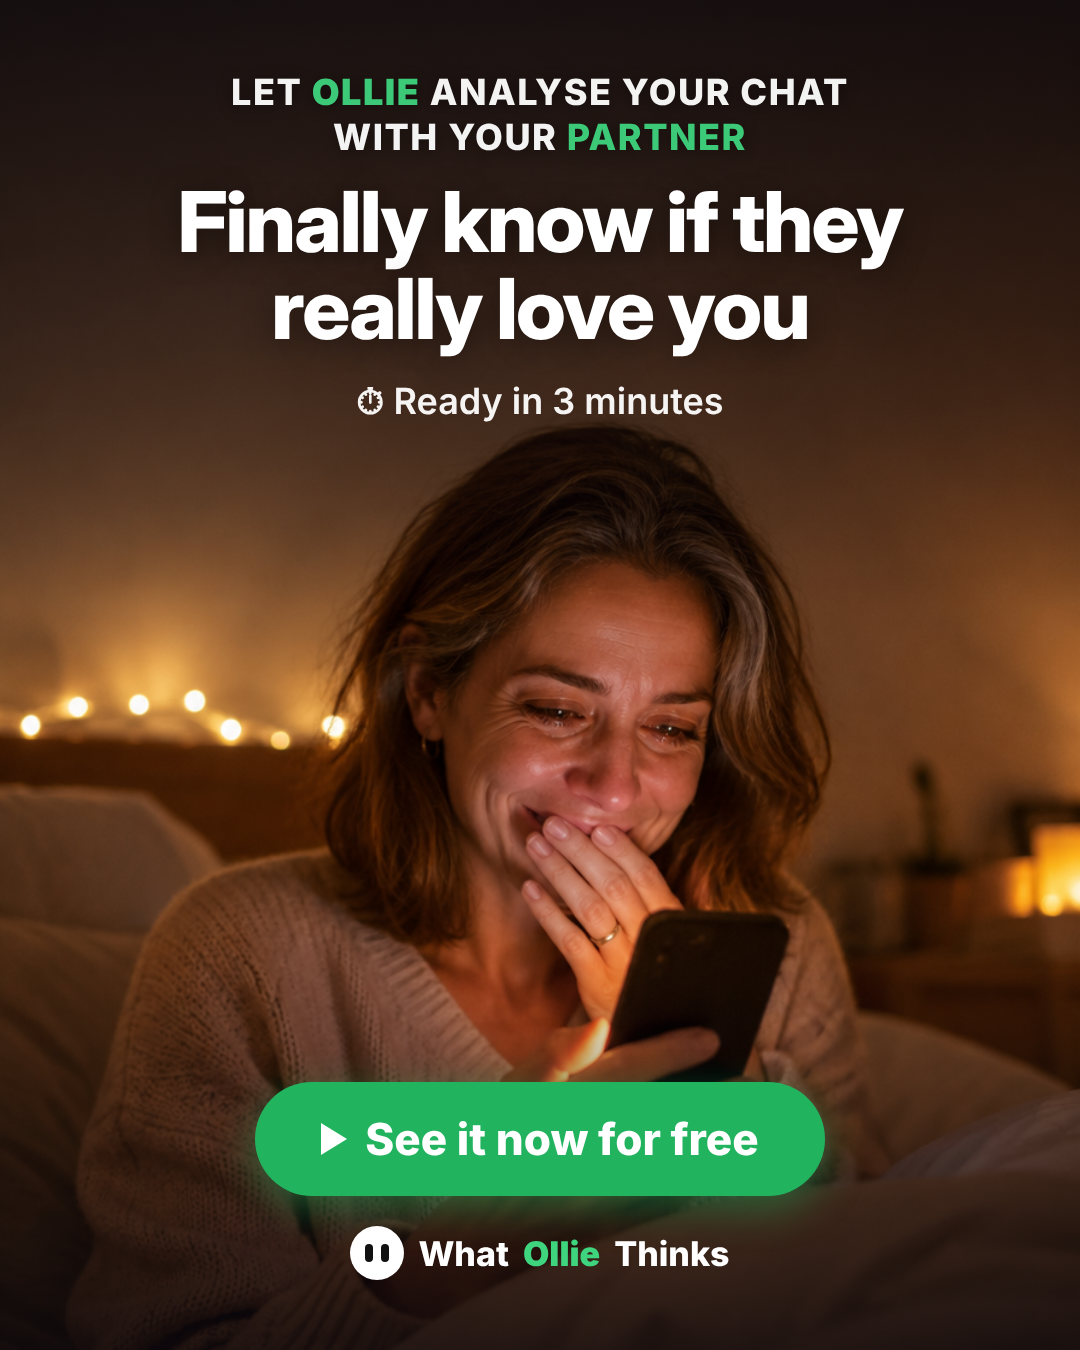 LET OLLIE ANALYSE YOUR CHAT
WITH YOUR PARTNER
Finally know if they
really love you
⏱ Ready in 3 minutes
▶ See it now for free
What Ollie Thinks